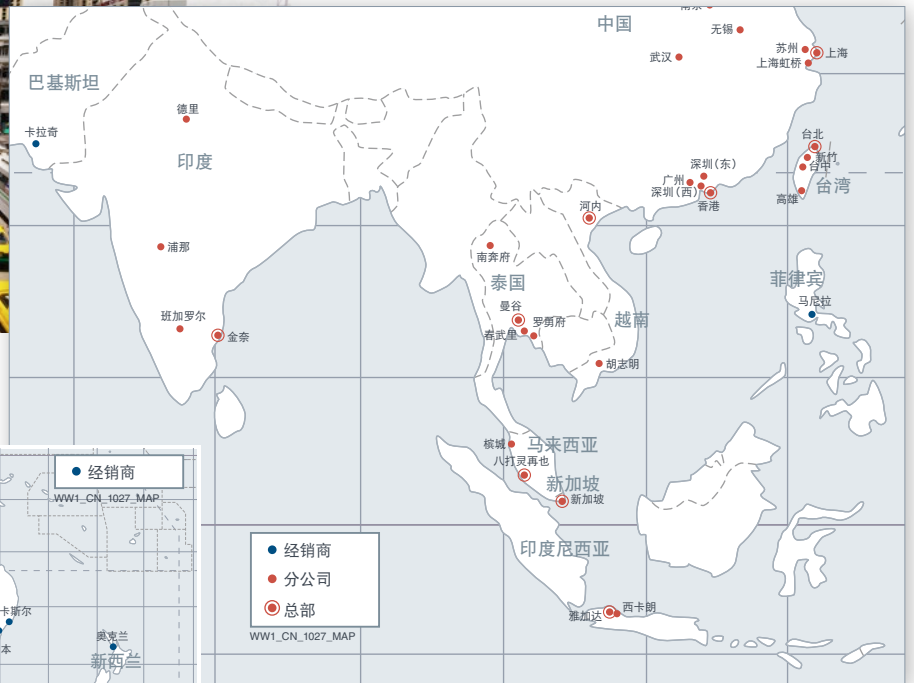 中国
无锡
苏州
上海
武汉
上海虹桥
巴基斯坦
德里
卡拉奇
印度
台北
新竹
台中
台湾
高雄
深圳(东)
广州
深圳(西)
香港
河内
浦那
南奔府
泰国
菲律宾
马尼拉
曼谷
罗勇府
越南
班加罗尔
金奈
春武里
胡志明
槟城
马来西亚
八打灵再也
新加坡
新加坡
经销商
WW1_CN_1027_MAP
印度尼西亚
经销商
分公司
总部
WW1_CN_1027_MAP
雅加达
西卡朗
卡斯尔
本
奥克兰
新西兰